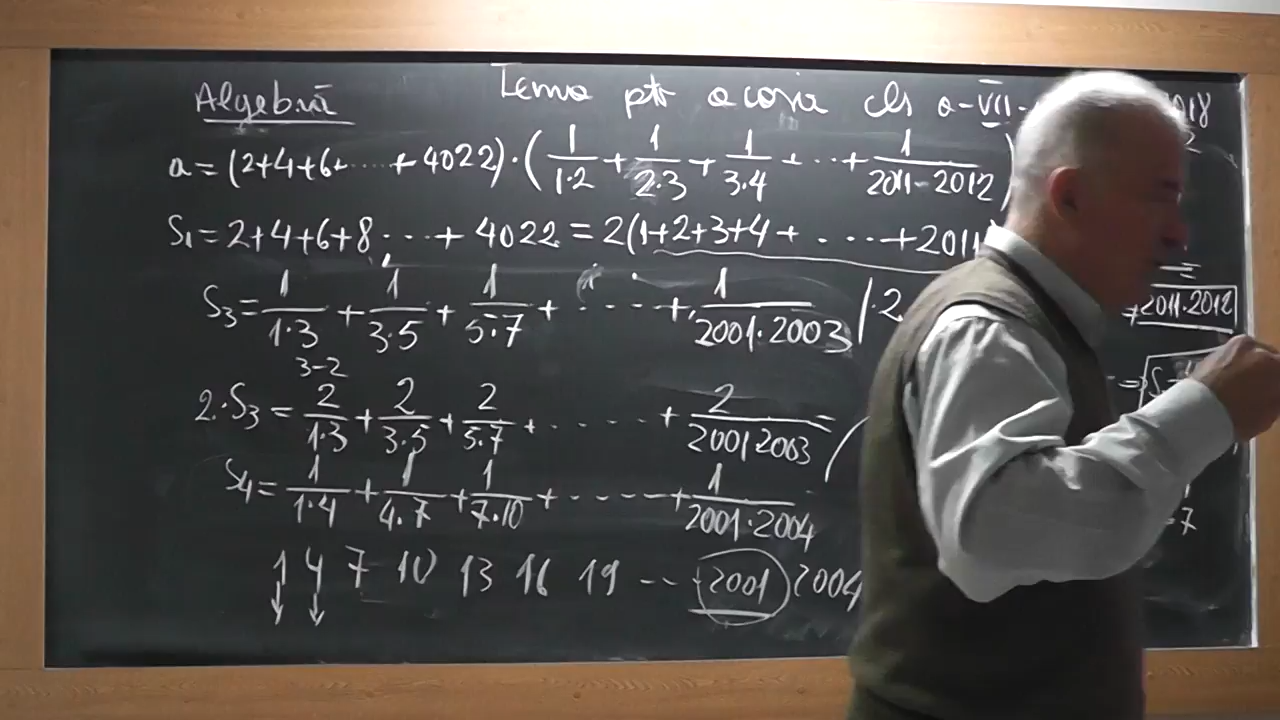 Algebră Tema ptr acasă cls a-VII- 2018
a=(2+4+6+.....+4022)·(1/1·2+1/2·3+1/3·4+...+1/2011·2012)
S1=2+4+6+8...+4022=2(1+2+3+4+....+2011)
S3=1/1·3+1/3·5+1/5·7+.....+1/2001·2003 |·2
+2011·2012
3-2
2·S3=2/1·3+2/3·5+2/5·7+......+2/2001·2003
S4=1/1·4+1/4·7+1/7·10+.....+1/2001·2004
=7
1 4 7 10 13 16 19 --- 2001 2004